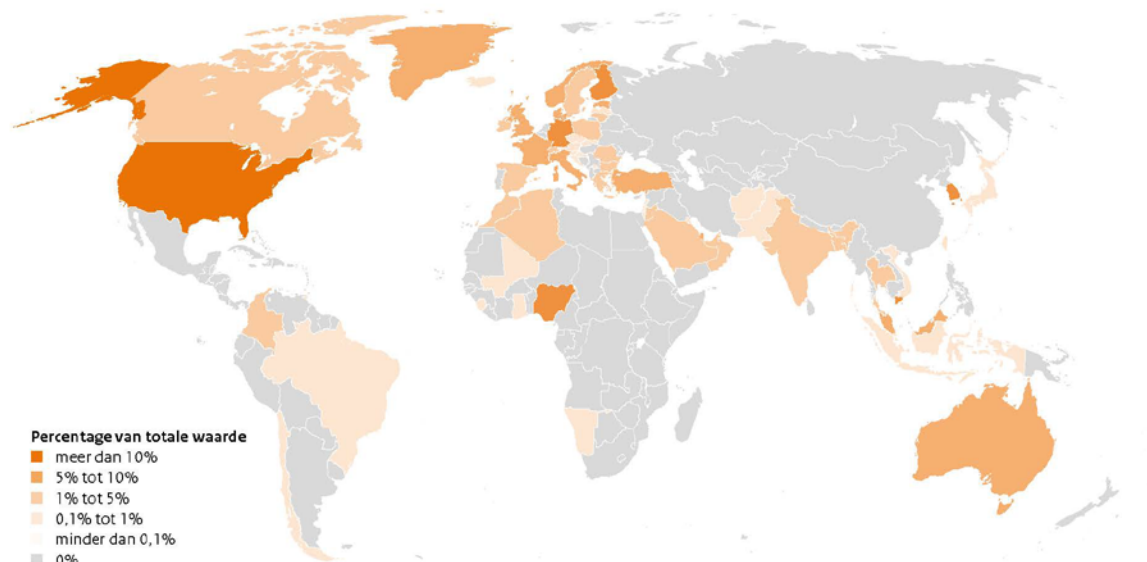 Percentage van totale waarde
meer dan 10%
5% tot 10%
1% tot 5%
0,1% tot 1%
minder dan 0,1%
0%